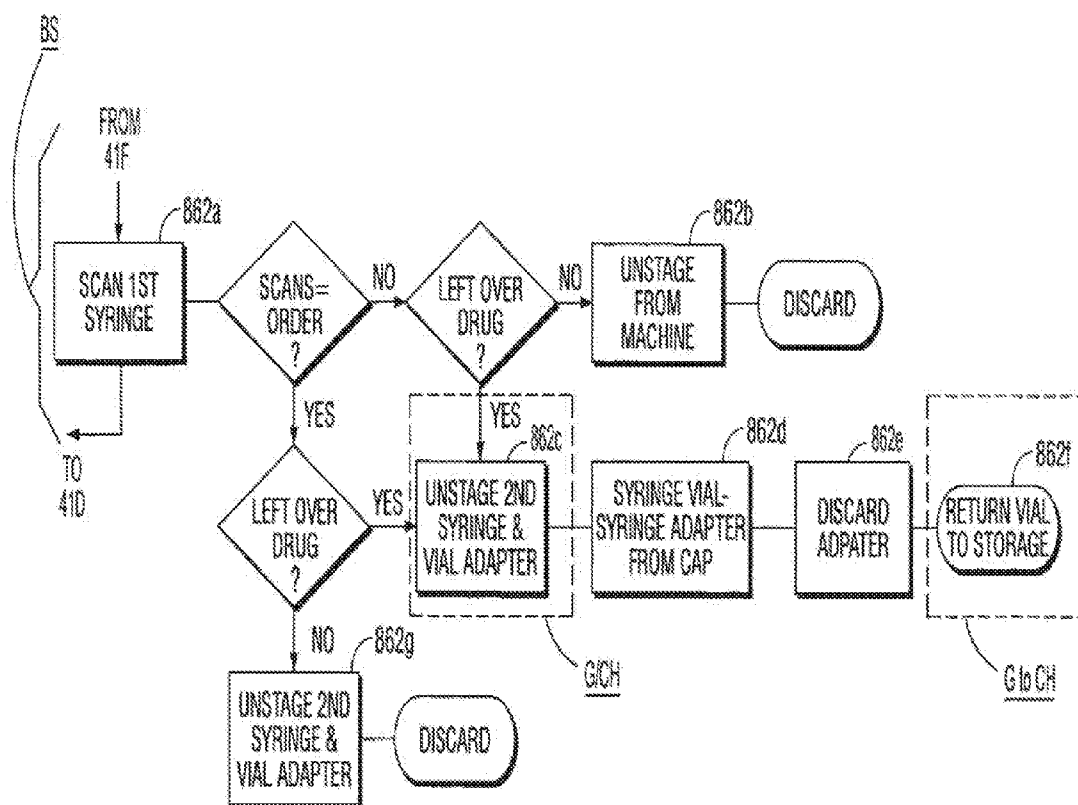 BS
FROM
41F
862a
SCAN 1ST
SYRINGE
TO
41D
SCANS=
ORDER
?
NO
YES
LEFT OVER
DRUG
?
NO
YES
862b
UNSTAGE
FROM
MACHINE
DISCARD
LEFT OVER
DRUG
?
YES
NO
862c
UNSTAGE 2ND
SYRINGE &
VIAL ADAPTER
G/CH
862d
SYRINGE VIAL-
SYRINGE ADAPTER
FROM CAP
862e
DISCARD
ADPATER
862f
RETURN VIAL
TO STORAGE
G to CH
862g
UNSTAGE 2ND
SYRINGE &
VIAL ADAPTER
DISCARD